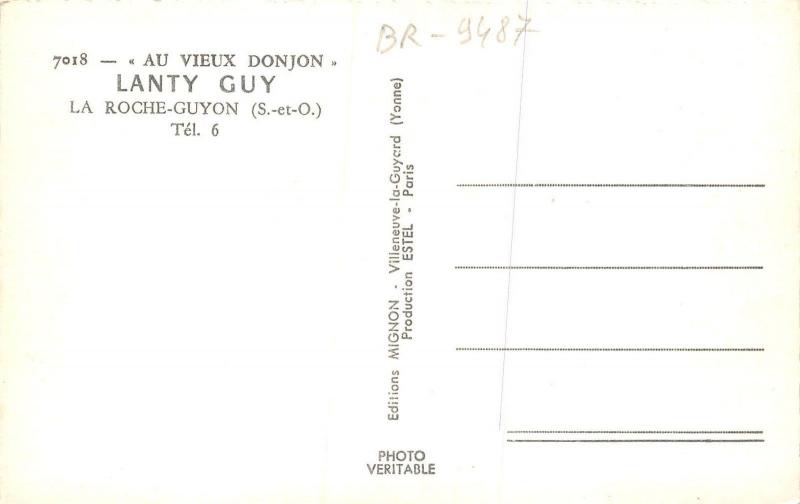 BR - 9487
7018 — « AU VIEUX DONJON »
LANTY GUY
LA ROCHE-GUYON (S.-et-O.)
Tél. 6
Editions MIGNON - Villeneuve-la-Guyard (Yonne)
Production ESTEL - Paris
PHOTO
VERITABLE